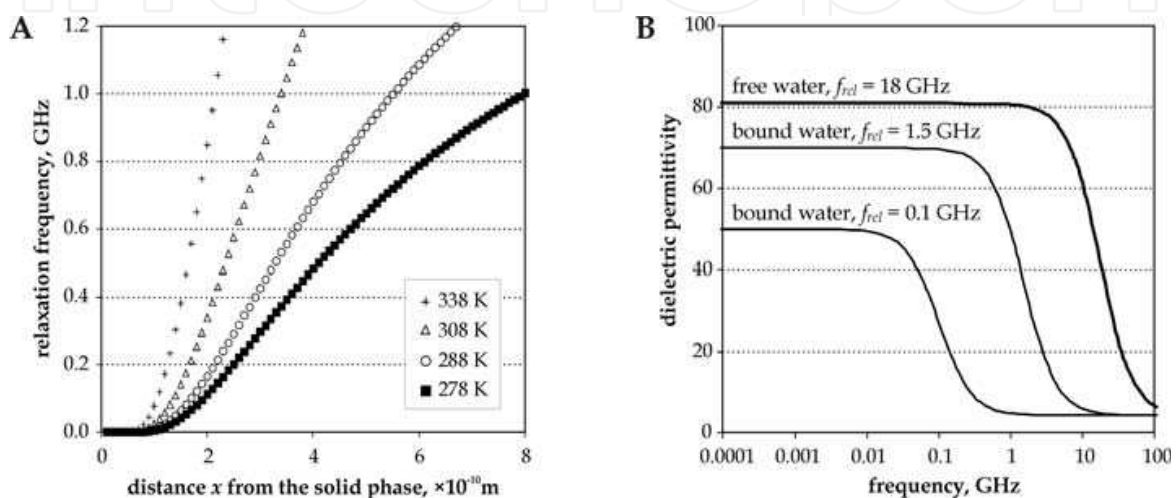 A
relaxation frequency, GHz
1.2
1.0
0.8
0.6
0.4
0.2
0.0
0
2
4
6
8
distance x from the solid phase, ×10⁻¹⁰m
338 K
308 K
288 K
278 K
B
dielectric permittivity
100
80
60
40
20
0
free water, frel = 18 GHz
bound water, frel = 1.5 GHz
bound water, frel = 0.1 GHz
0.0001
0.001
0.01
0.1
1
10
100
frequency, GHz